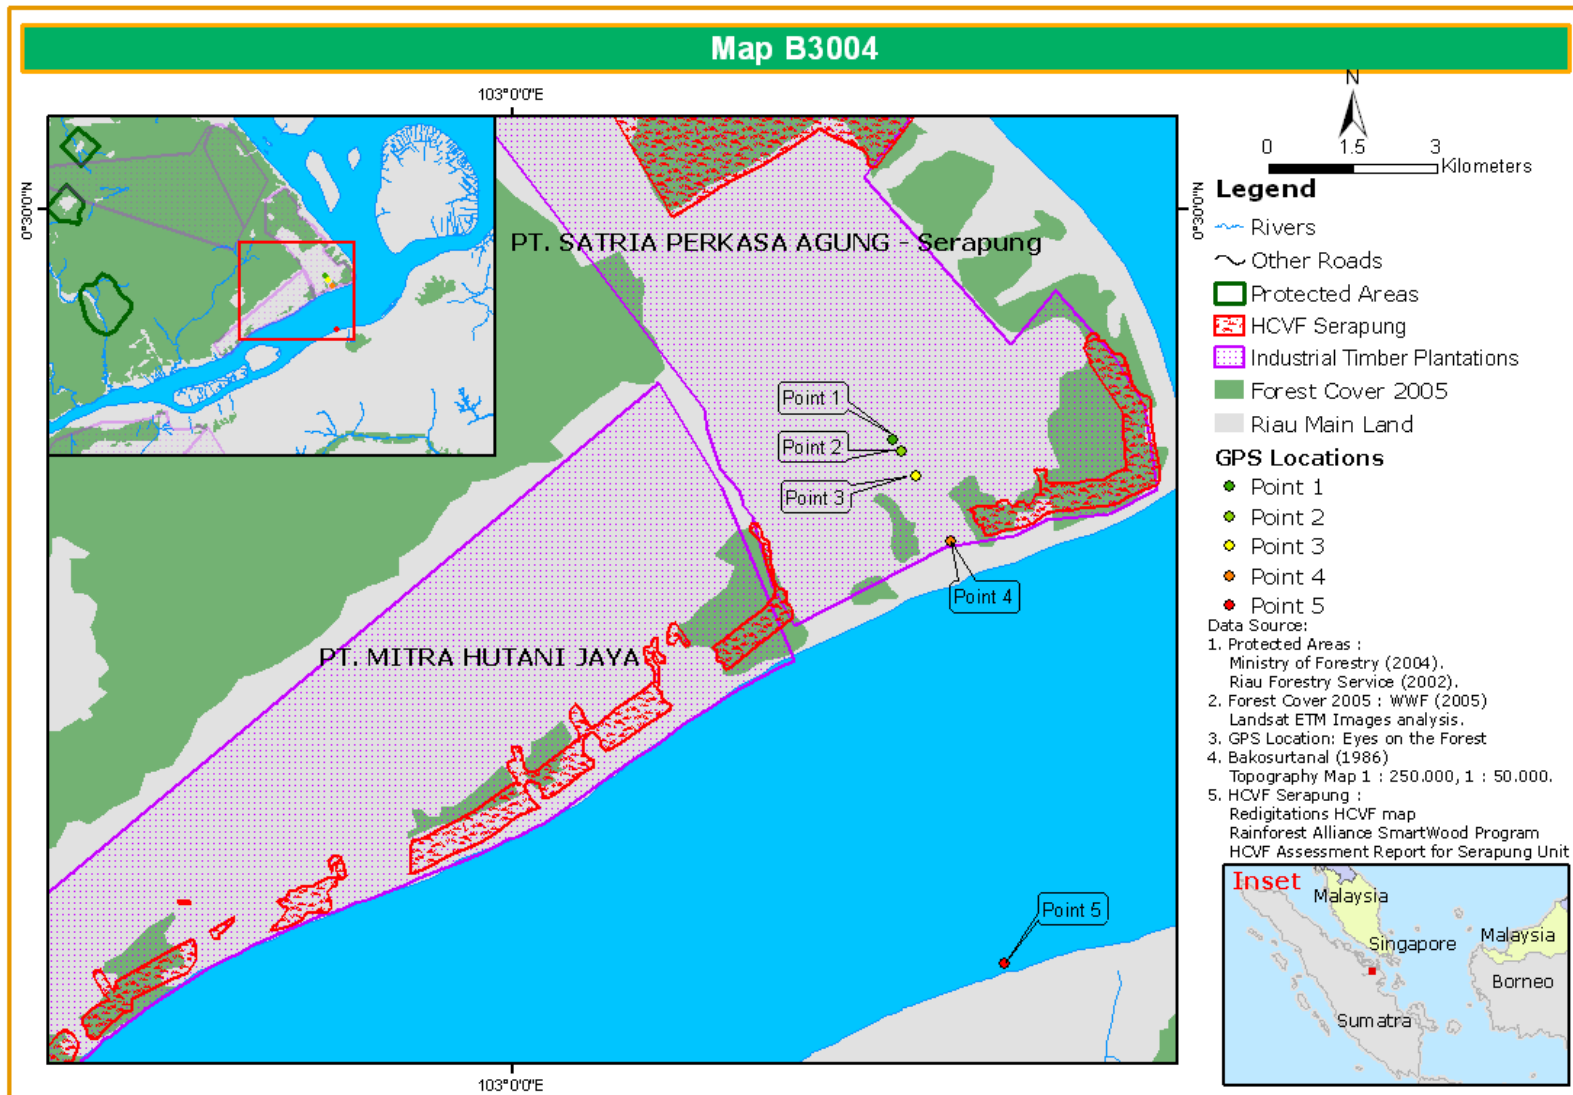 Map B3004
103°0'0"E
N
0 1.5 3
Kilometers
0°30'0"N
0°30'0"N
PT. SATRIA PERKASA AGUNG - Serapung
Point 1
Point 2
Point 3
Point 4
PT. MITRA HUTANI JAYA
Point 5
103°0'0"E
Legend
Rivers
Other Roads
Protected Areas
HCVF Serapung
Industrial Timber Plantations
Forest Cover 2005
Riau Main Land
GPS Locations
Point 1
Point 2
Point 3
Point 4
Point 5
Data Source:
1. Protected Areas :
Ministry of Forestry (2004).
Riau Forestry Service (2002).
2. Forest Cover 2005 : WWF (2005)
Landsat ETM Images analysis.
3. GPS Location: Eyes on the Forest
4. Bakosurtanal (1986)
Topography Map 1 : 250.000, 1 : 50.000.
5. HCVF Serapung :
Redigitations HCVF map
Rainforest Alliance SmartWood Program
HCVF Assessment Report for Serapung Unit
Inset
Malaysia
Singapore
Malaysia
Borneo
Sumatra